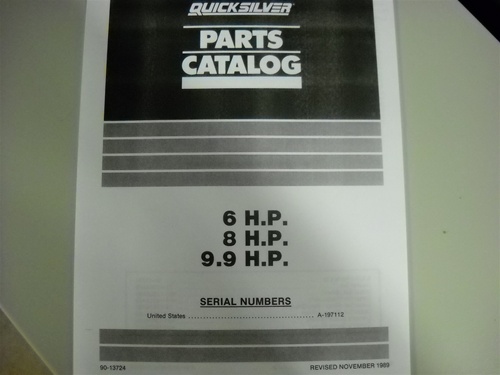 QUICKSILVER
PARTS
CATALOG
6 H.P.
8 H.P.
9.9 H.P.
SERIAL NUMBERS
United States ........................................ A-197112
90-13724 REVISED NOVEMBER 1989